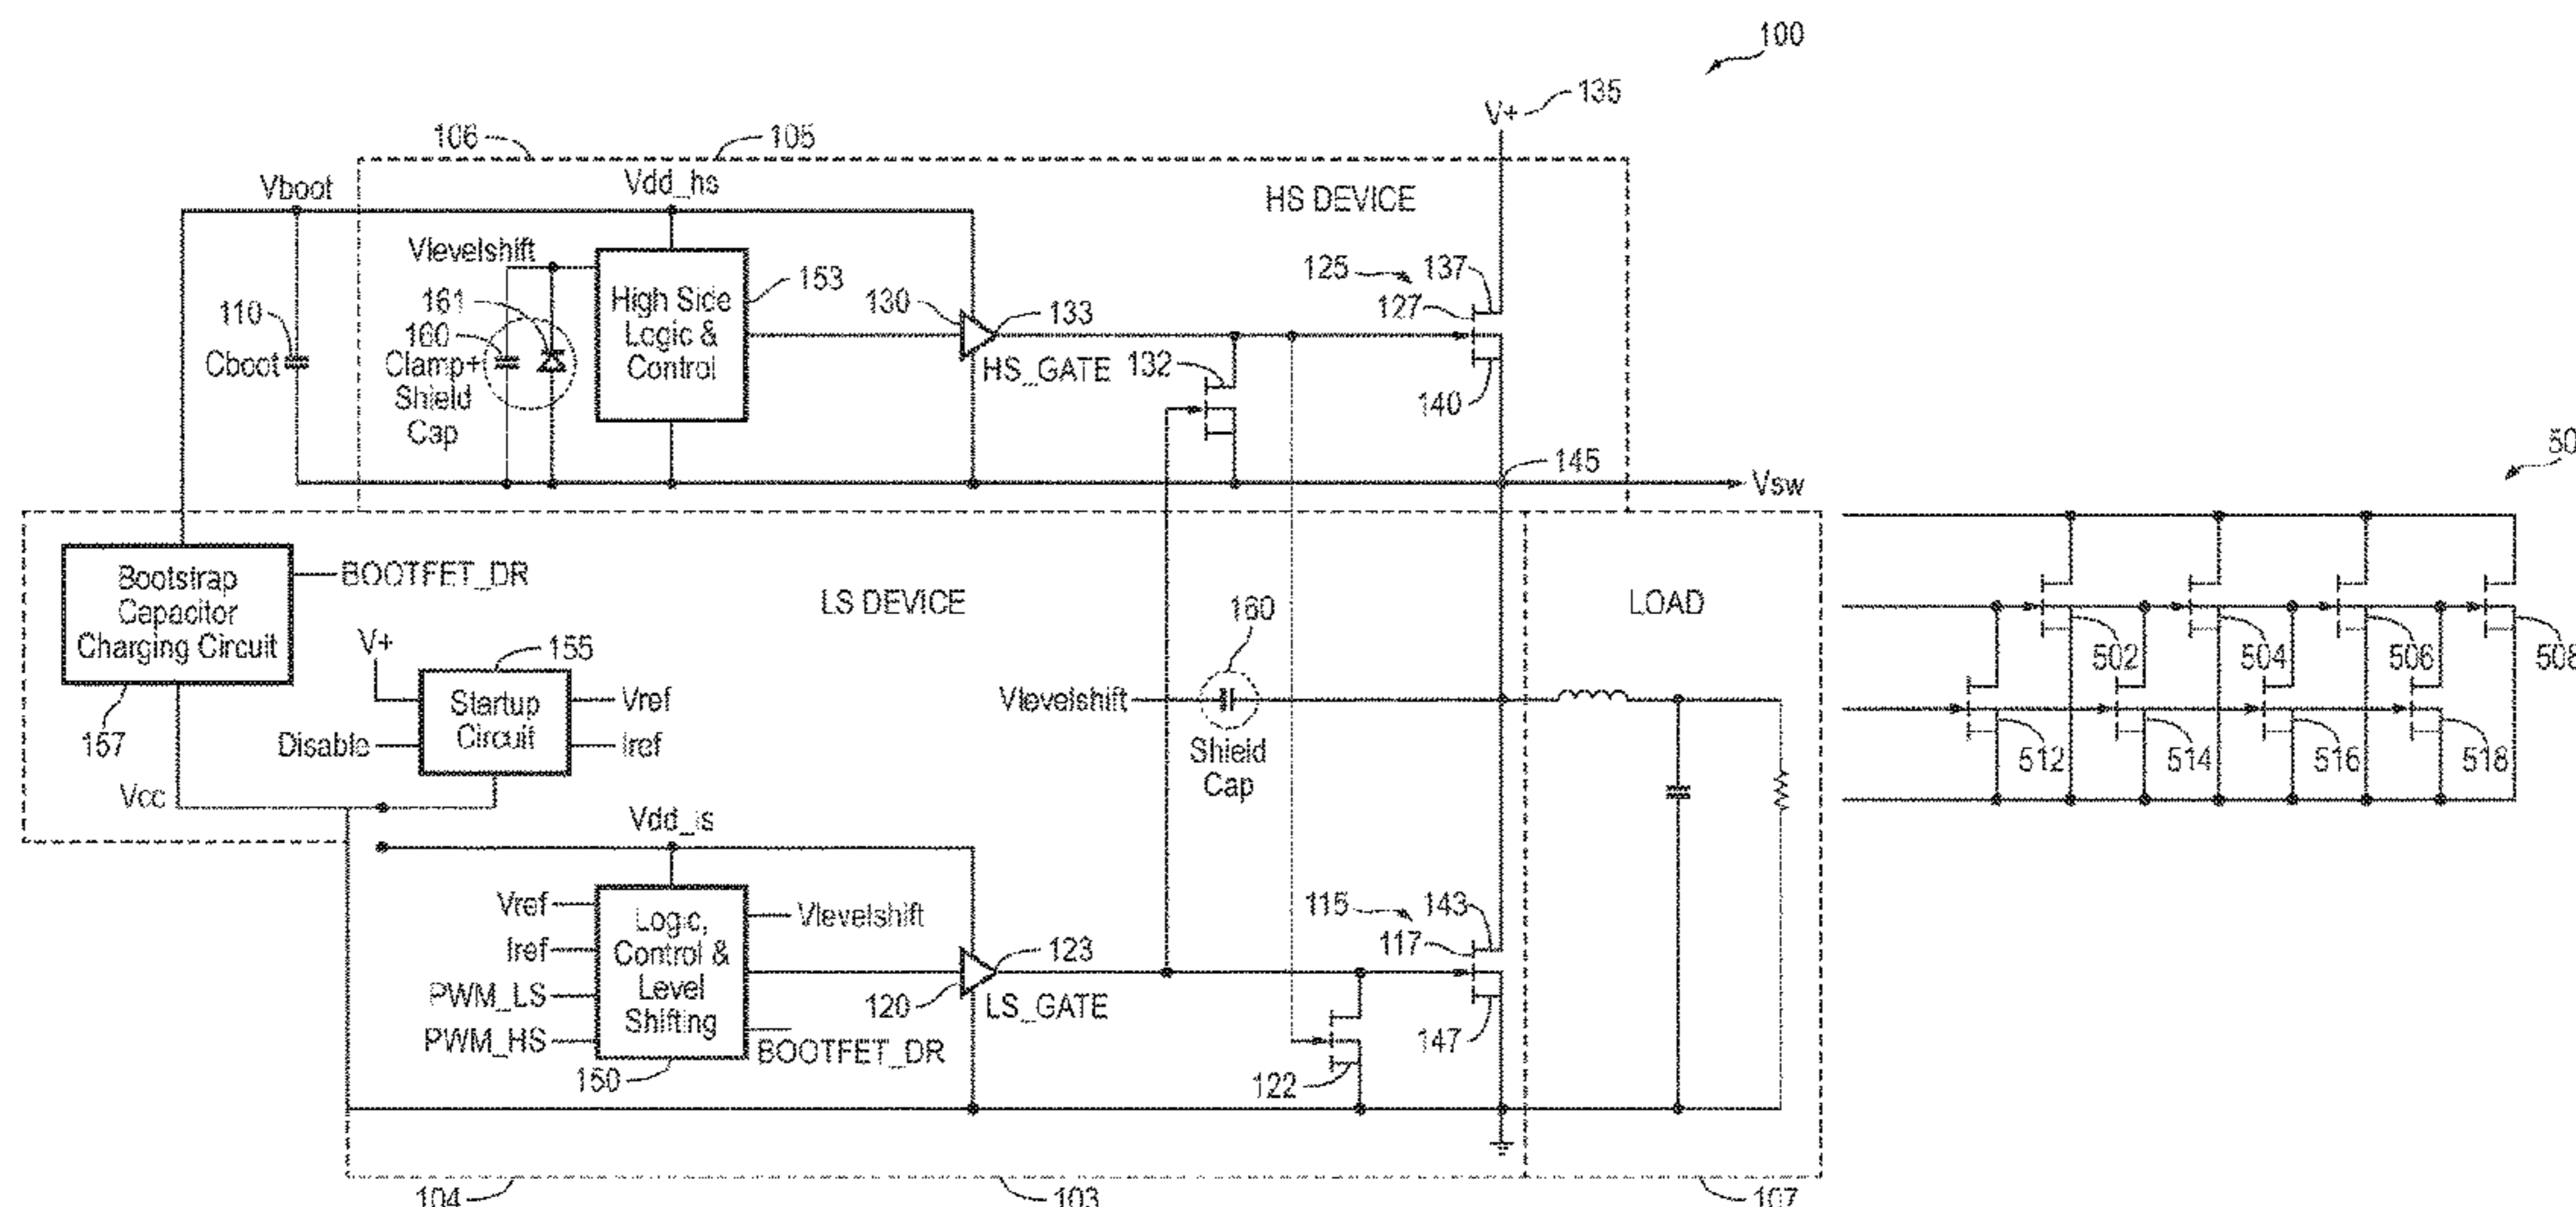 100
V+
135
106
105
Vboot
Vdd_hs
HS DEVICE
Vlevelshift
161
160
Clamp+
Shield
Cap
110
Cboot
High Side
Logic &
Control
153
130
133
HS_GATE
132
125
137
127
140
145
Vsw
50
Bootstrap
Capacitor
Charging Circuit
BOOTFET_DR
157
LS DEVICE
LOAD
V+
155
Startup
Circuit
Vref
Iref
Disable
Vcc
160
Vlevelshift
Shield
Cap
502
504
506
508
512
514
516
518
Vdd_ls
Vref
Iref
PWM_LS
PWM_HS
Logic,
Control &
Level
Shifting
Vlevelshift
BOOTFET_DR
150
123
120
LS_GATE
115
143
117
147
122
104
103
107